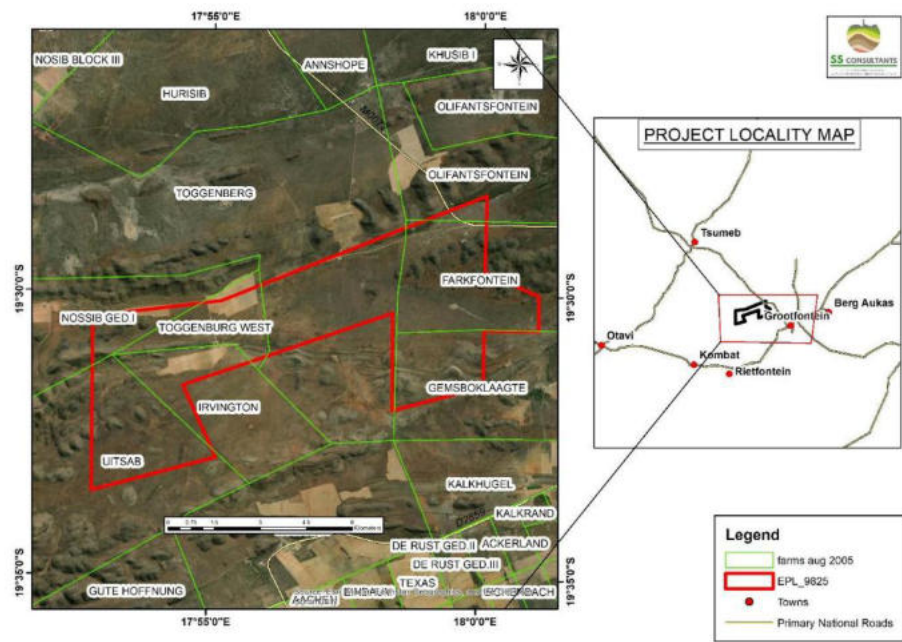 17°55'0"E
18°0'0"E
NOSIB BLOCK III
ANNSHOPE
KHUSIB I
HURISIB
OLIFANTSFONTEIN
OLIFANTSFONTEIN
TOGGENBERG
19°30'0"S
FARKFONTEIN
19°30'0"S
NOSSIB GED.I
TOGGENBURG WEST
GEMSBOKLAAGTE
IRVINGTON
UITSAB
KALKHUGEL
KALKRAND
D2859
ACKERLAND
DE RUST GED.II
DE RUST GED.III
TEXAS
19°35'0"S
GUTE HOFFNUNG
AACHEN
19°35'0"S
17°55'0"E
18°0'0"E
SS CONSULTANTS
PROJECT LOCALITY MAP
Tsumeb
Berg Aukas
Grootfontein
Otavi
Kombat
Rietfontein
Legend
farms aug 2005
EPL_9825
Towns
Primary National Roads